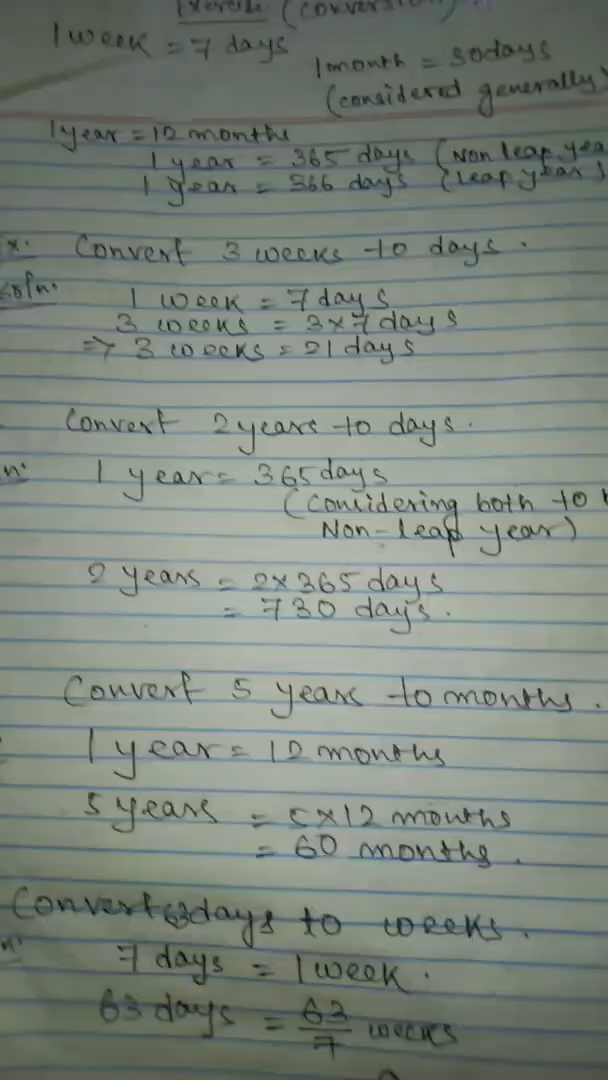 Exercise (conversion).
1 week = 7 days
1 month = 30 days
(considered generally)
1 year = 12 months
1 year = 365 days (Non leap yea
1 year = 366 days (leap year)
x. Convert 3 weeks to days.
Soln. 1 week = 7 days
3 weeks = 3×7 days
=> 3 weeks = 21 days
Convert 2 years to days.
n: 1 year = 365 days
(Considering both to
Non-leap year)
2 years = 2×365 days
= 730 days.
Convert 5 years to months.
1 year = 12 months
5 years = 5×12 months
= 60 months.
Convert 63 days to weeks.
n: 7 days = 1 week.
63 days = 63/7 weeks